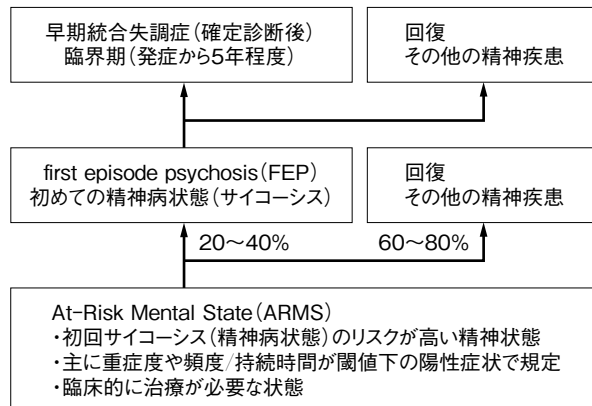 早期統合失調症（確定診断後）
臨界期（発症から5年程度）
回復
その他の精神疾患
first episode psychosis（FEP）
初めての精神病状態（サイコーシス）
回復
その他の精神疾患
20～40%
60～80%
At-Risk Mental State（ARMS）
・初回サイコーシス（精神病状態）のリスクが高い精神状態
・主に重症度や頻度/持続時間が閾値下の陽性症状で規定
・臨床的に治療が必要な状態